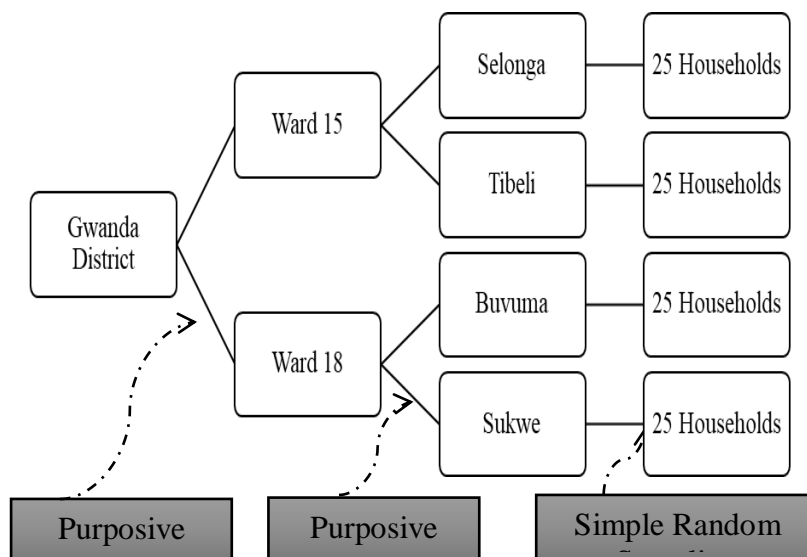 Gwanda
District
Ward 15
Ward 18
Selonga
Tibeli
Buvuma
Sukwe
25 Households
25 Households
25 Households
25 Households
Purposive
Purposive
Simple Random